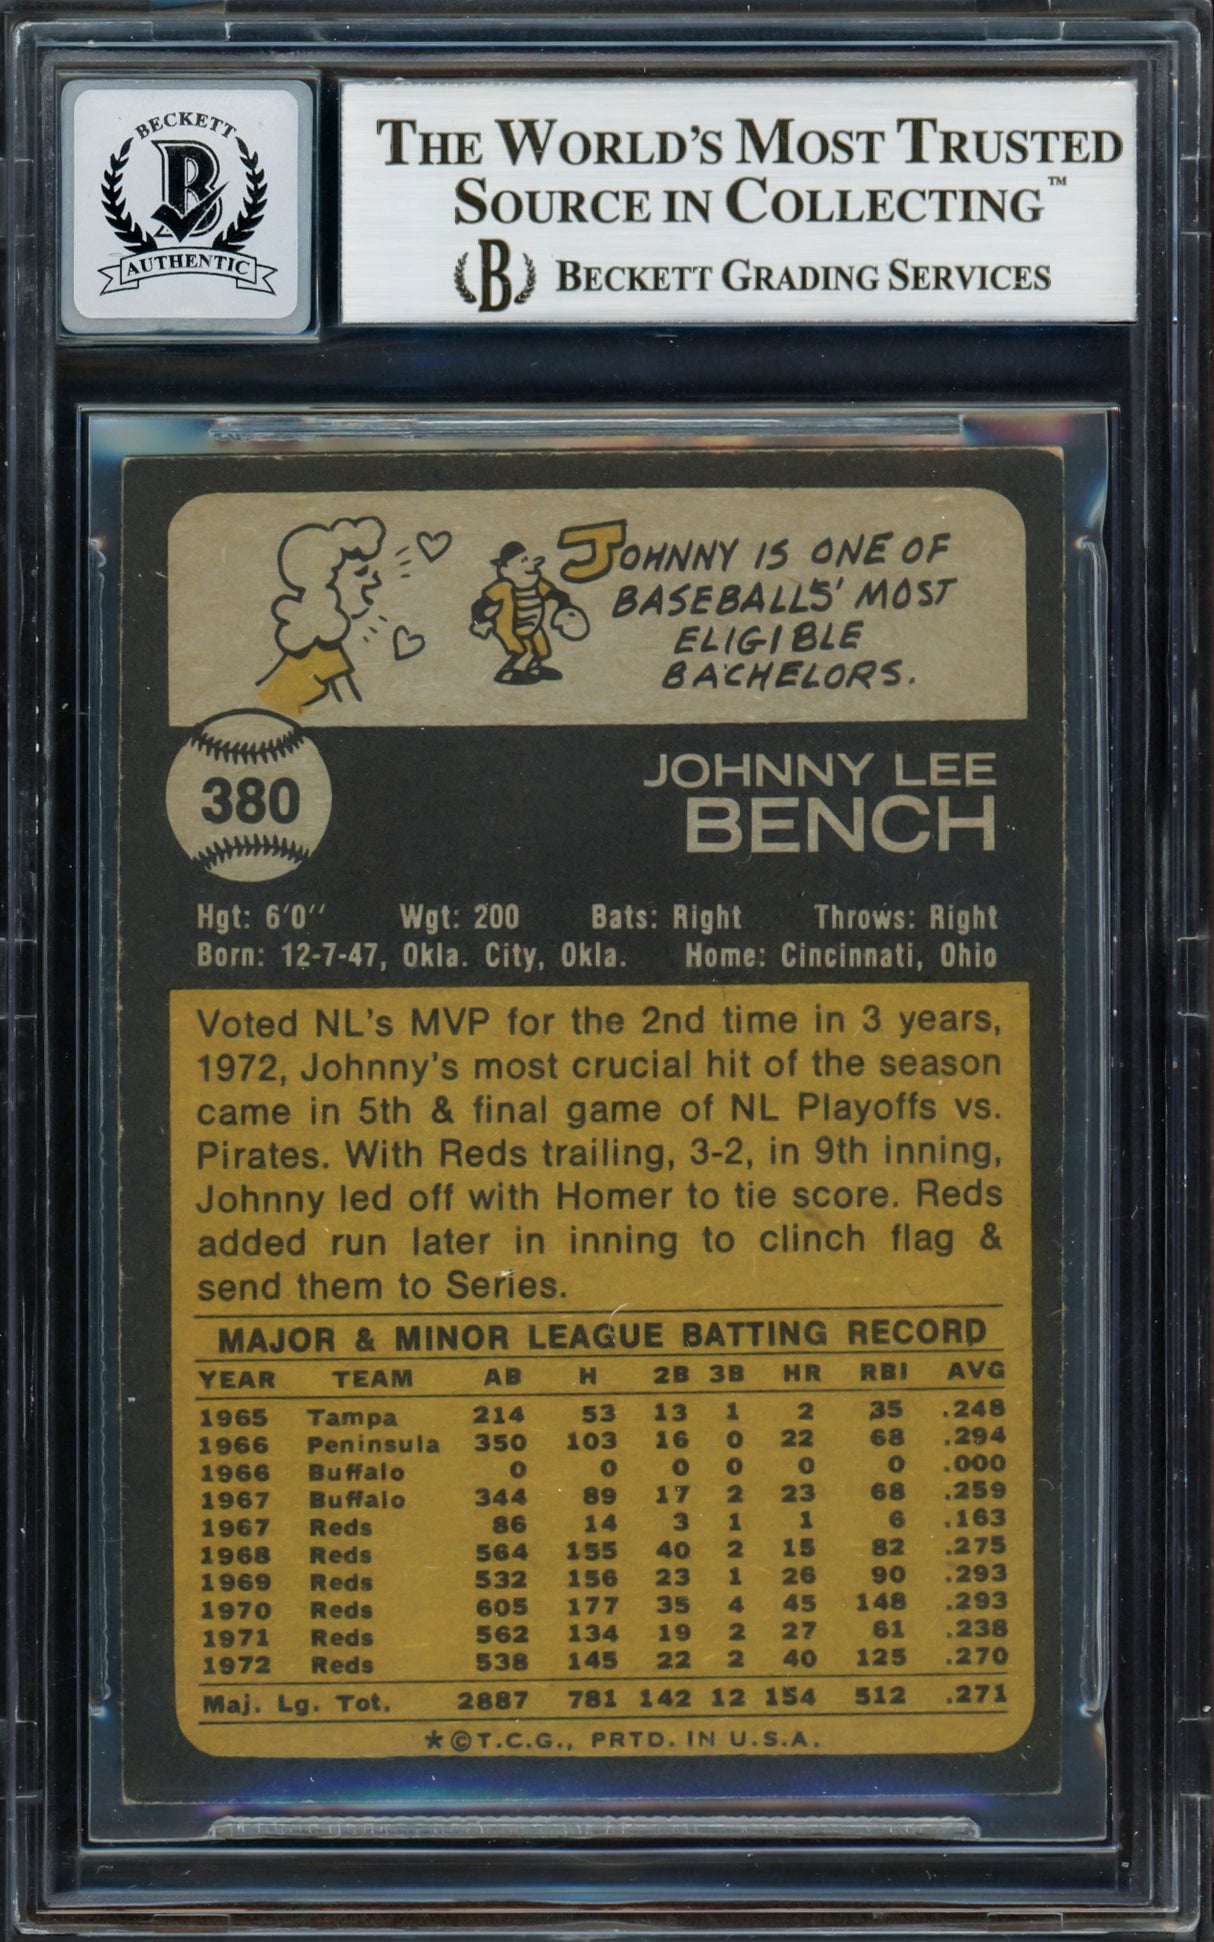 BECKETT
B
AUTHENTIC
THE WORLD'S MOST TRUSTED
SOURCE IN COLLECTING™
B BECKETT GRADING SERVICES
JOHNNY IS ONE OF
BASEBALLS' MOST
ELIGIBLE
BACHELORS.
380
JOHNNY LEE
BENCH
Hgt: 6'0'' Wgt: 200 Bats: Right Throws: Right
Born: 12-7-47, Okla. City, Okla. Home: Cincinnati, Ohio
Voted NL's MVP for the 2nd time in 3 years,
1972, Johnny's most crucial hit of the season
came in 5th & final game of NL Playoffs vs.
Pirates. With Reds trailing, 3-2, in 9th inning,
Johnny led off with Homer to tie score. Reds
added run later in inning to clinch flag &
send them to Series.
MAJOR & MINOR LEAGUE BATTING RECORD
YEAR TEAM AB H 2B 3B HR RBI AVG
1965 Tampa 214 53 13 1 2 35 .248
1966 Peninsula 350 103 16 0 22 68 .294
1966 Buffalo 0 0 0 0 0 0 .000
1967 Buffalo 344 89 17 2 23 68 .259
1967 Reds 86 14 3 1 1 6 .163
1968 Reds 564 155 40 2 15 82 .275
1969 Reds 532 156 23 1 26 90 .293
1970 Reds 605 177 35 4 45 148 .293
1971 Reds 562 134 19 2 27 61 .238
1972 Reds 538 145 22 2 40 125 .270
Maj. Lg. Tot. 2887 781 142 12 154 512 .271
*©T.C.G., PRTD. IN U.S.A.